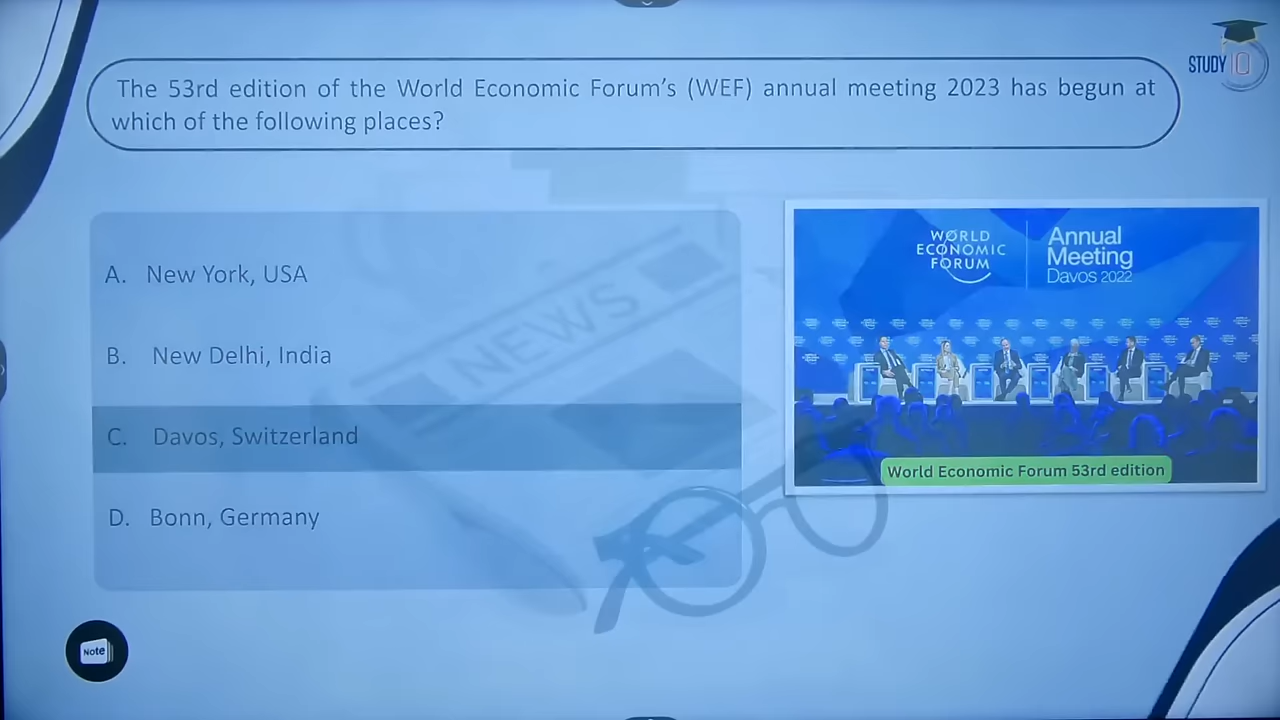 The 53rd edition of the World Economic Forum’s (WEF) annual meeting 2023 has begun at
which of the following places?
STUDY IQ
A. New York, USA
B. New Delhi, India
C. Davos, Switzerland
D. Bonn, Germany
NEWS
WORLD
ECONOMIC
FORUM
Annual
Meeting
Davos 2022
World Economic Forum 53rd edition
Note